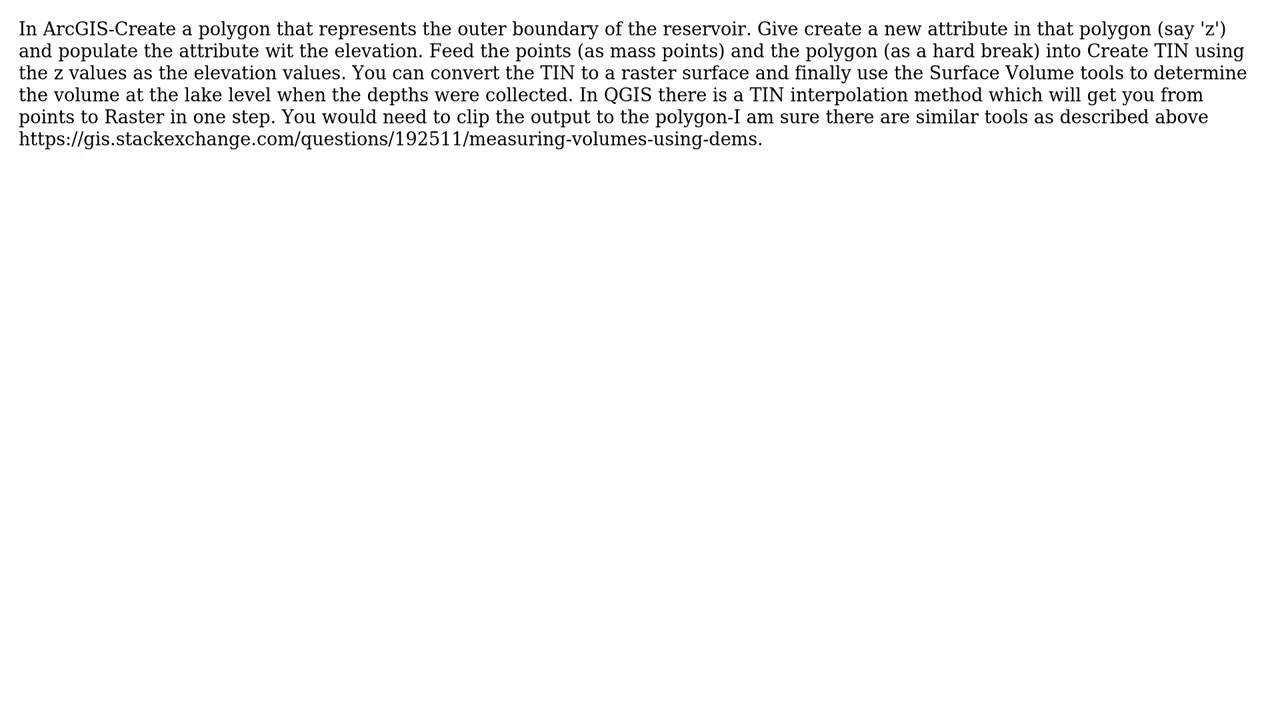 In ArcGIS-Create a polygon that represents the outer boundary of the reservoir. Give create a new attribute in that polygon (say 'z')
and populate the attribute wit the elevation. Feed the points (as mass points) and the polygon (as a hard break) into Create TIN using
the z values as the elevation values. You can convert the TIN to a raster surface and finally use the Surface Volume tools to determine
the volume at the lake level when the depths were collected. In QGIS there is a TIN interpolation method which will get you from
points to Raster in one step. You would need to clip the output to the polygon-I am sure there are similar tools as described above
https://gis.stackexchange.com/questions/192511/measuring-volumes-using-dems.